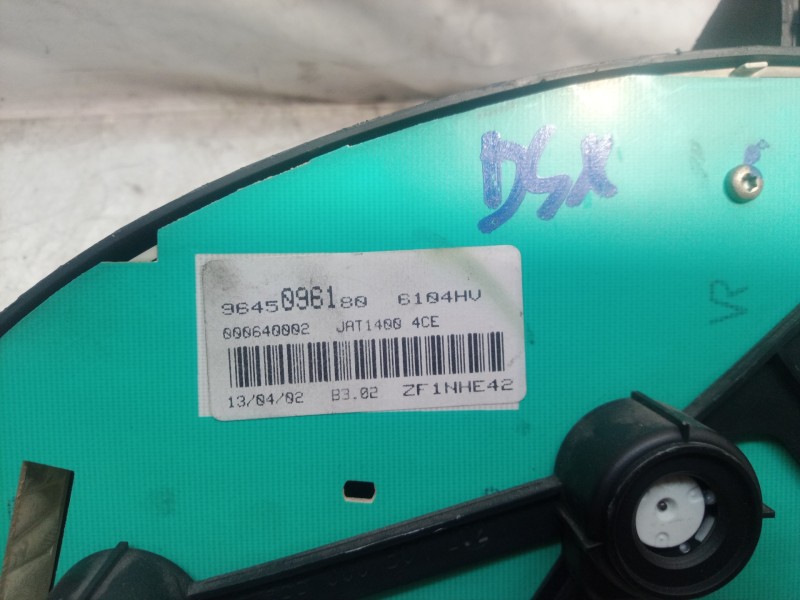 DSX
VR
9645096180 6104HV
000640002 JAT1400 4CE
13/04/02 B3.02 ZF1NHE42